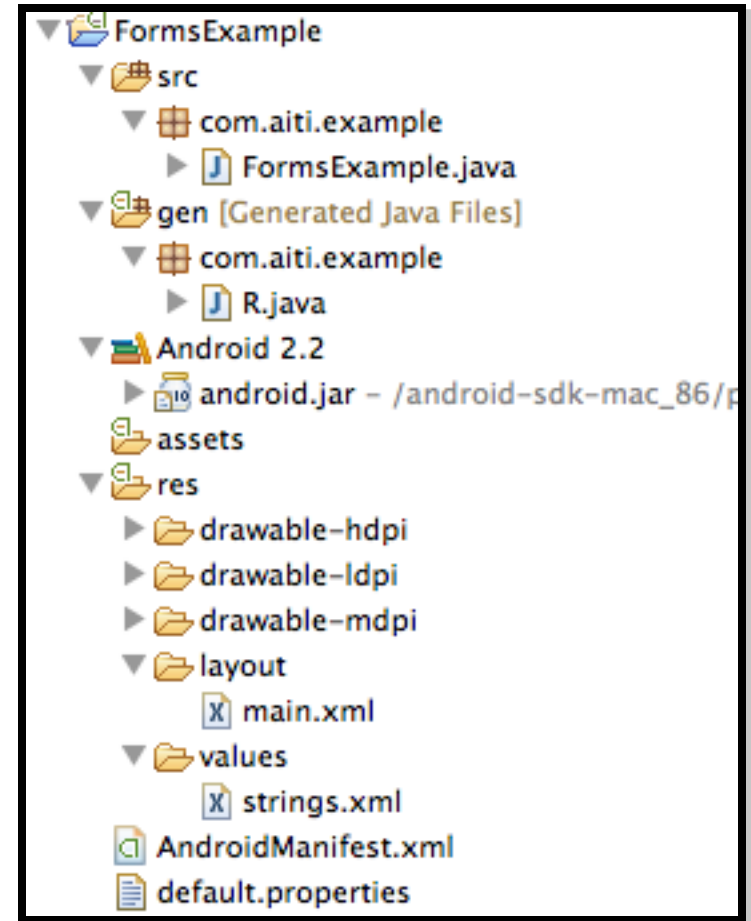 FormsExample
src
com.aiti.example
FormsExample.java
gen [Generated Java Files]
com.aiti.example
R.java
Android 2.2
android.jar – /android-sdk-mac_86/p
assets
res
drawable-hdpi
drawable-ldpi
drawable-mdpi
layout
main.xml
values
strings.xml
AndroidManifest.xml
default.properties